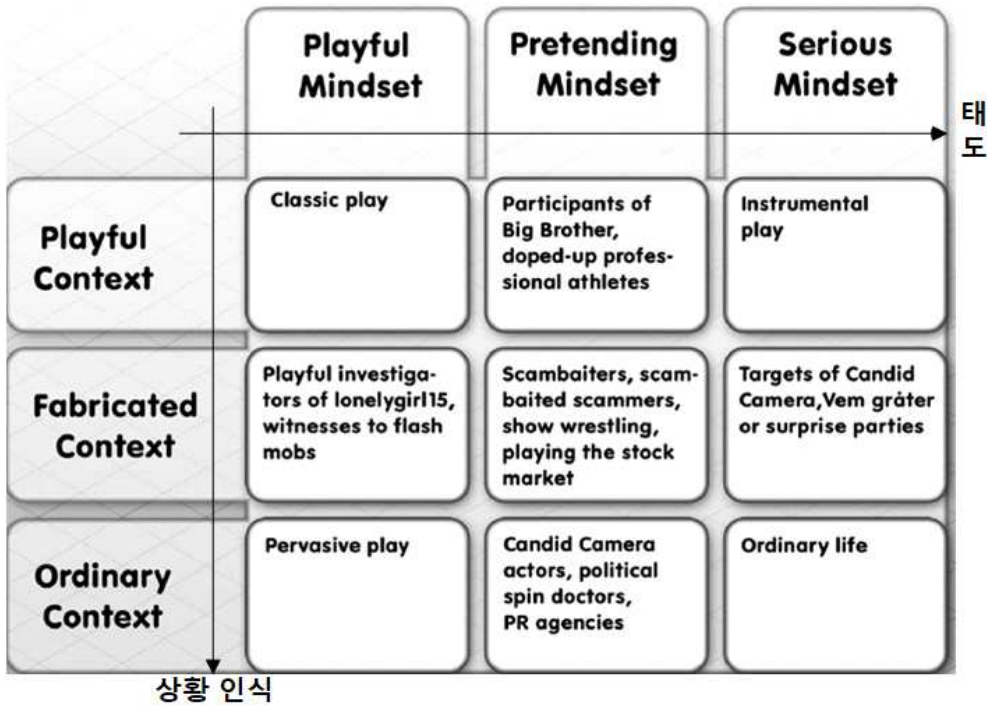 Playful
Mindset
Pretending
Mindset
Serious
Mindset
태
도
Playful
Context
Classic play
Participants of
Big Brother,
doped-up profes-
sional athletes
Instrumental
play
Fabricated
Context
Playful investiga-
tors of lonelygirl15,
witnesses to flash
mobs
Scambaiters, scam-
baited scammers,
show wrestling,
playing the stock
market
Targets of Candid
Camera,Vem gråter
or surprise parties
Ordinary
Context
Pervasive play
Candid Camera
actors, political
spin doctors,
PR agencies
Ordinary life
상황 인식